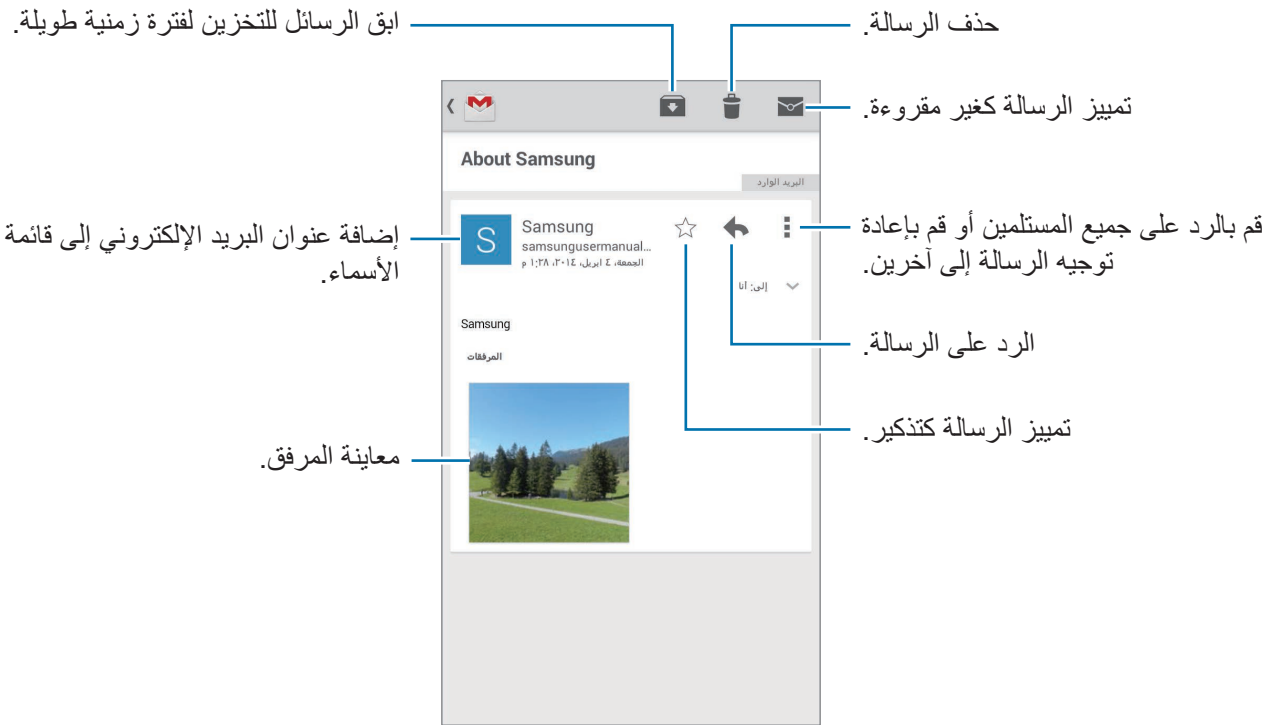 ابق الرسائل للتخزين لفترة زمنية طويلة.
حذف الرسالة.
تمييز الرسالة كغير مقروءة.
About Samsung
البريد الوارد
S
Samsung
samsungusermanual...
الجمعة، ٤ ابريل، ٢٠١٤، ١:٢٨ م
إلى: أنا
قم بالرد على جميع المستلمين أو قم بإعادة
توجيه الرسالة إلى آخرين.
إضافة عنوان البريد الإلكتروني إلى قائمة
الأسماء.
Samsung
المرفقات
الرد على الرسالة.
تمييز الرسالة كتذكير.
معاينة المرفق.